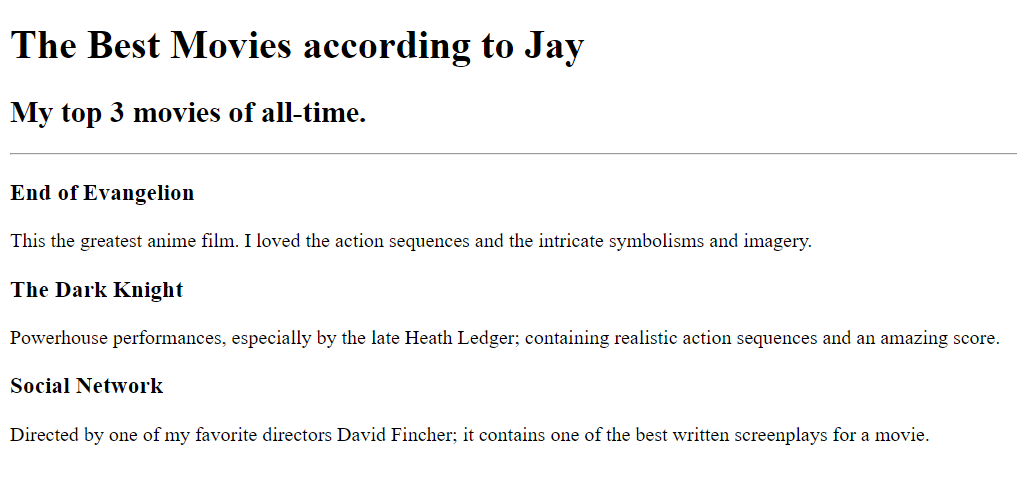 The Best Movies according to Jay
My top 3 movies of all-time.
End of Evangelion
This the greatest anime film. I loved the action sequences and the intricate symbolisms and imagery.
The Dark Knight
Powerhouse performances, especially by the late Heath Ledger; containing realistic action sequences and an amazing score.
Social Network
Directed by one of my favorite directors David Fincher; it contains one of the best written screenplays for a movie.